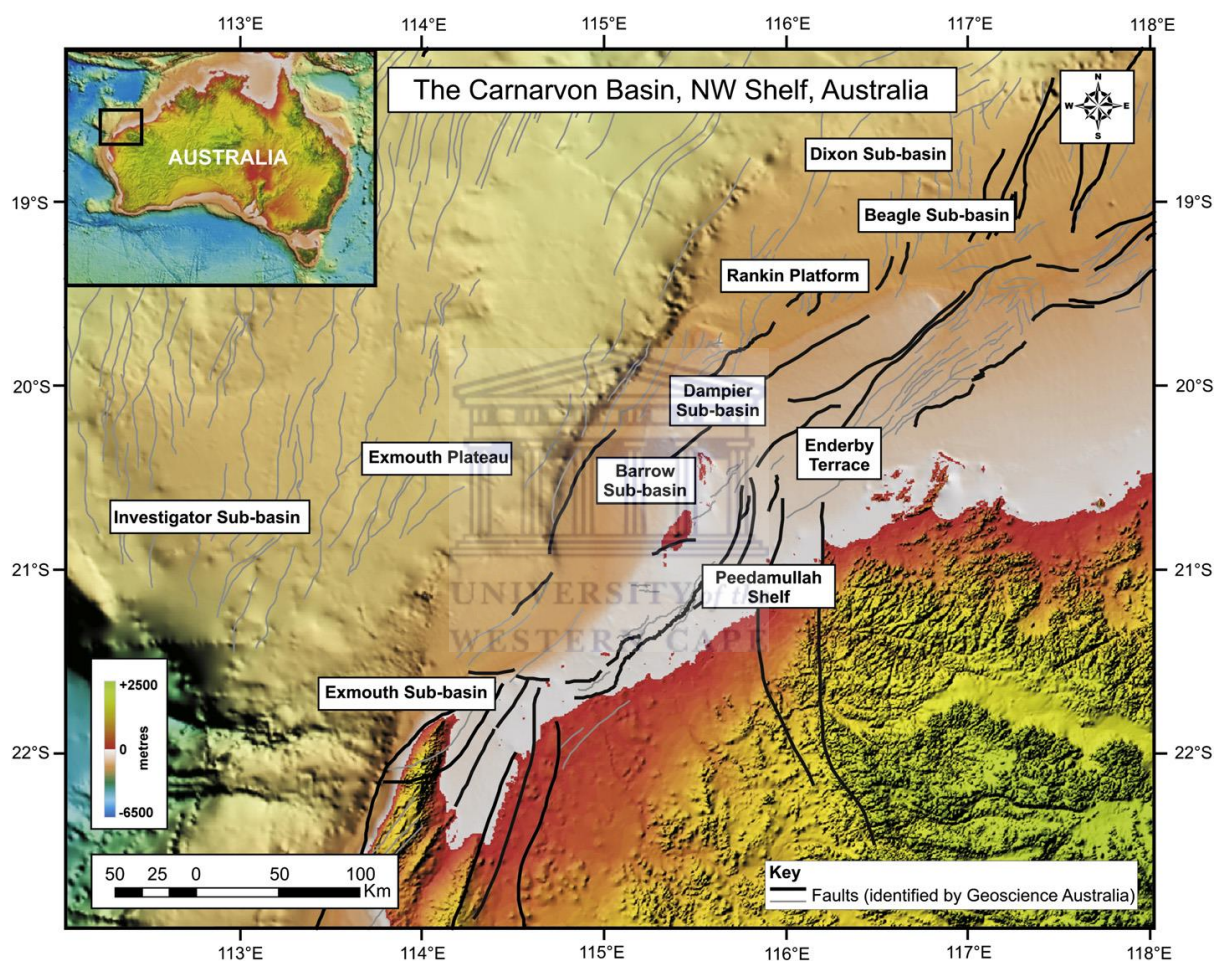 113°E 114°E 115°E 116°E 117°E 118°E
The Carnarvon Basin, NW Shelf, Australia
N
W E
S
AUSTRALIA
Dixon Sub-basin
19°S 19°S
Beagle Sub-basin
Rankin Platform
20°S 20°S
Dampier
Sub-basin
Enderby
Terrace
Exmouth Plateau
Barrow
Sub-basin
Investigator Sub-basin
21°S 21°S
Peedamullah
Shelf
UNIVERSITY of the
WESTERN CAPE
Exmouth Sub-basin
+2500
0
metres
-6500
22°S 22°S
50 25 0 50 100
Km
Key
Faults (identified by Geoscience Australia)
113°E 114°E 115°E 116°E 117°E 118°E